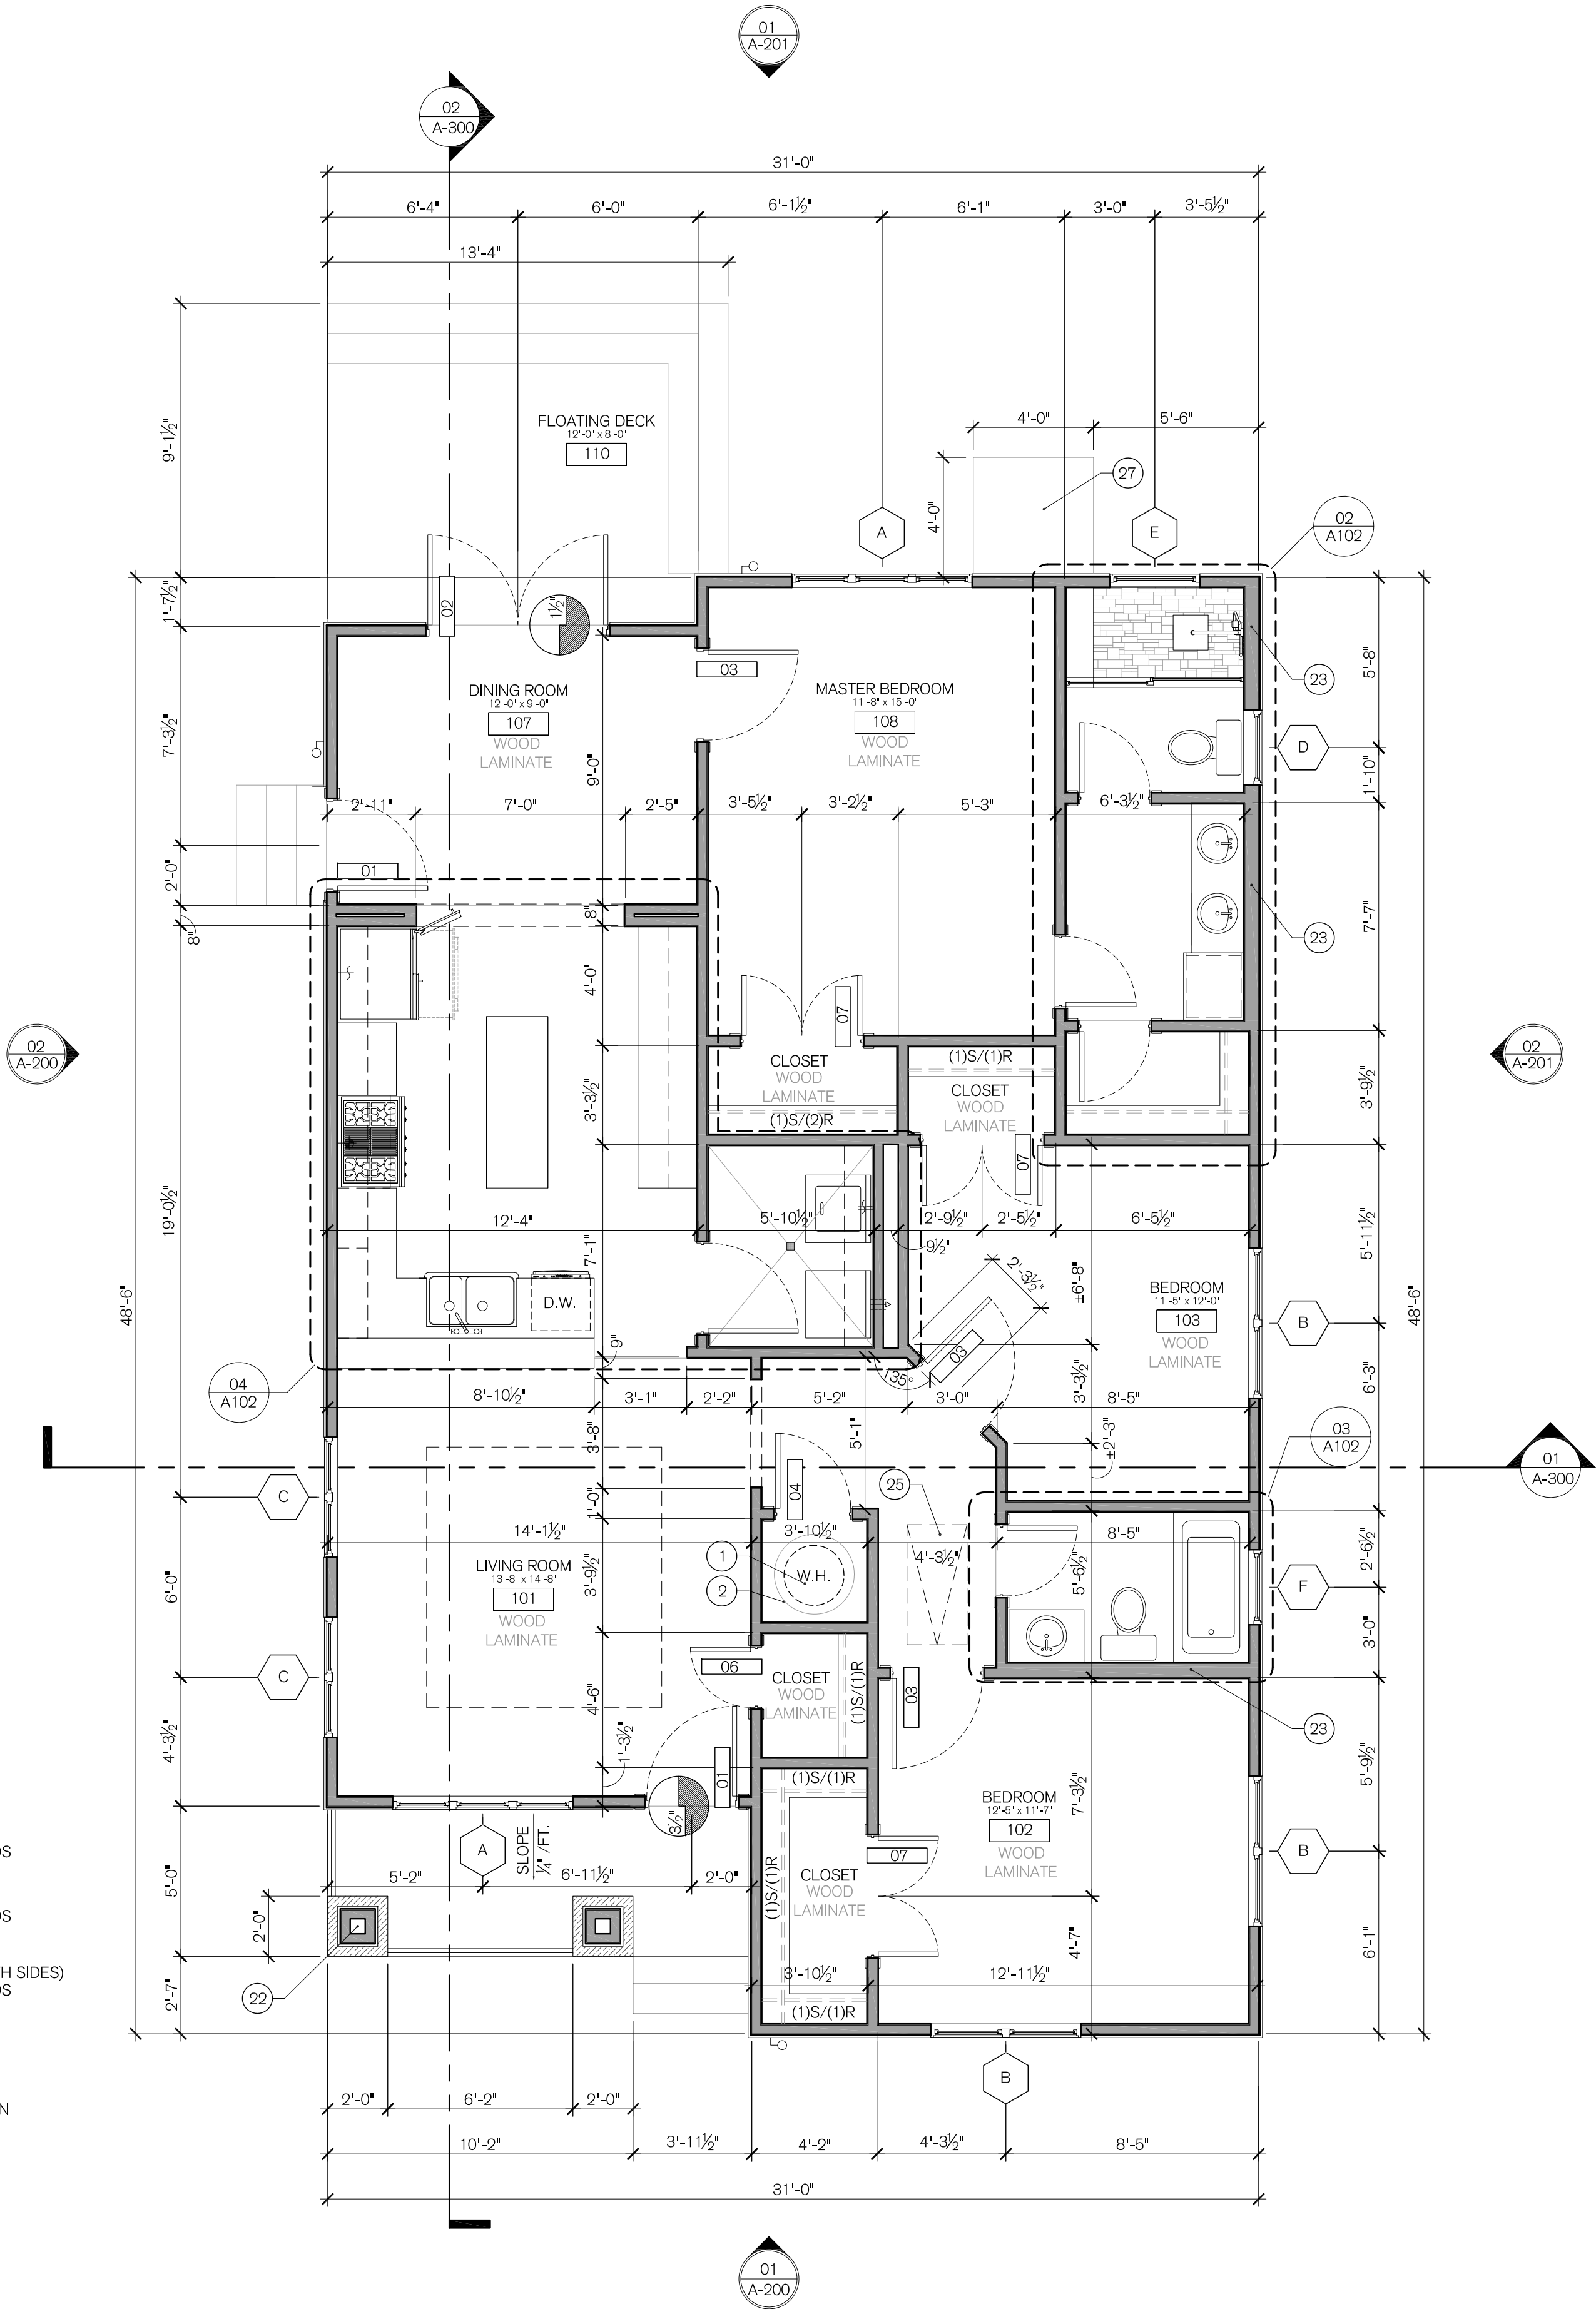 01
A-201
02
A-300
31'-0"
6'-4"
6'-0"
6'-1½"
6'-1"
3'-0"
3'-5½"
13'-4"
9'-1½"
FLOATING DECK
12'-0" x 8'-0"
110
4'-0"
5'-6"
4'-0"
27
A
E
02
A102
1'-7½"
02
1½"
03
23
5'-8"
DINING ROOM
12'-0" x 9'-0"
107
WOOD
LAMINATE
MASTER BEDROOM
11'-8" x 15'-0"
108
WOOD
LAMINATE
7'-3½"
9'-0"
D
1'-10"
2'-11"
7'-0"
2'-5"
3'-5½"
3'-2½"
5'-3"
6'-3½"
2'-0"
01
8"
8"
7'-7"
23
4'-0"
07
02
A-200
02
A-201
CLOSET
WOOD
LAMINATE
(1)S/(2)R
(1)S/(1)R
CLOSET
WOOD
LAMINATE
07
3'-3½"
3'-9½"
19'-0½"
12'-4"
5'-10½"
2'-9½"
2'-5½"
6'-5½"
9½"
7'-1"
5'-11½"
2'-3½"
±6'-8"
D.W.
48'-6"
48'-6"
BEDROOM
11'-5" x 12'-0"
103
WOOD
LAMINATE
B
9"
03
135°
04
A102
8'-10½"
3'-1"
2'-2"
5'-2"
3'-0"
3'-3½"
8'-5"
6'-3"
3'-8"
5'-1"
±2'-3"
03
A102
01
A-300
C
1'-0"
04
25
14'-1½"
3'-10½"
4'-3½"
8'-5"
2'-6½"
LIVING ROOM
13'-8" x 14'-8"
101
WOOD
LAMINATE
3'-9½"
1
2
W.H.
5'-6½"
F
6'-0"
3'-0"
C
06
CLOSET
WOOD
LAMINATE
(1)S/(1)R
03
4'-6"
23
4'-3½"
1'-3½"
5'-9½"
01
3½"
(1)S/(1)R
BEDROOM
12'-5" x 11'-7"
102
WOOD
LAMINATE
7'-3½"
A
SLOPE
¼" /FT.
07
B
OS
5'-0"
5'-2"
6'-11½"
2'-0"
(1)S/(1)R
CLOSET
WOOD
LAMINATE
2'-0"
OS
4'-7"
6'-1"
H SIDES)
OS
2'-7"
22
3'-10½"
12'-11½"
(1)S/(1)R
B
N
2'-0"
6'-2"
2'-0"
10'-2"
3'-11½"
4'-2"
4'-3½"
8'-5"
31'-0"
01
A-200